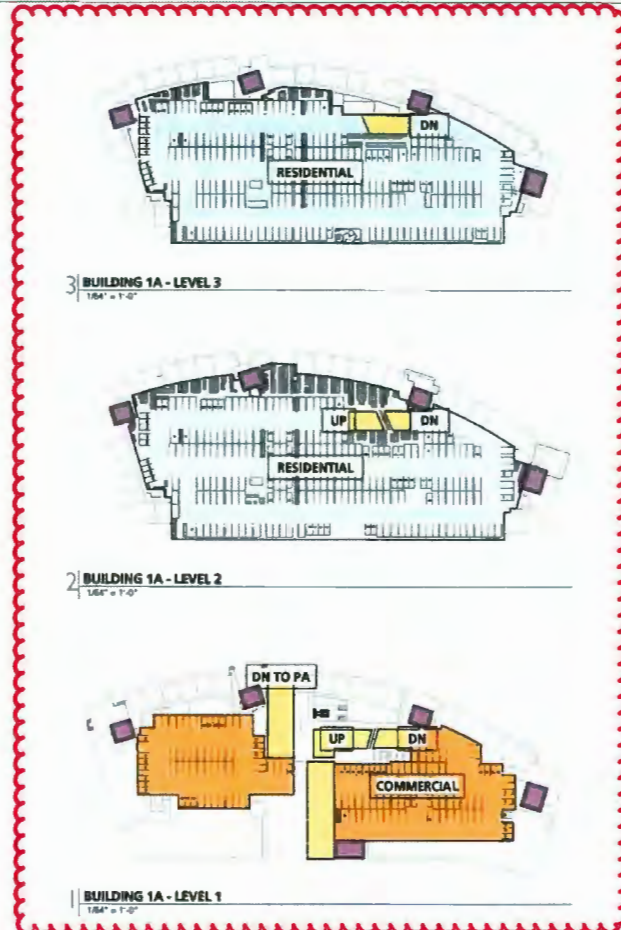 DN
RESIDENTIAL
3 BUILDING 1A - LEVEL 3
1/64" = 1'-0"
UP DN
RESIDENTIAL
2 BUILDING 1A - LEVEL 2
1/64" = 1'-0"
DN TO PA
UP DN
COMMERCIAL
1 BUILDING 1A - LEVEL 1
1/64" = 1'-0"